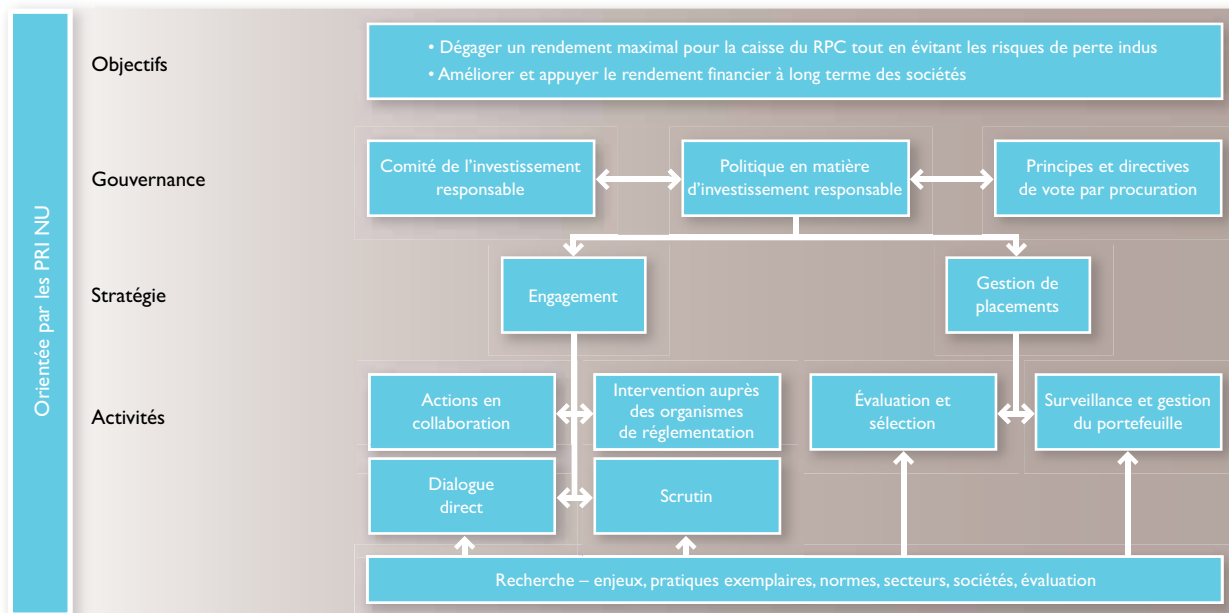 Orientée par les PRI NU
Objectifs
• Dégager un rendement maximal pour la caisse du RPC tout en évitant les risques de perte indus
• Améliorer et appuyer le rendement financier à long terme des sociétés
Gouvernance
Comité de l’investissement
responsable
Politique en matière
d’investissement responsable
Principes et directives
de vote par procuration
Stratégie
Engagement
Gestion de
placements
Activités
Actions en
collaboration
Intervention auprès
des organismes
de réglementation
Évaluation et
sélection
Surveillance et gestion
du portefeuille
Dialogue
direct
Scrutin
Recherche – enjeux, pratiques exemplaires, normes, secteurs, sociétés, évaluation